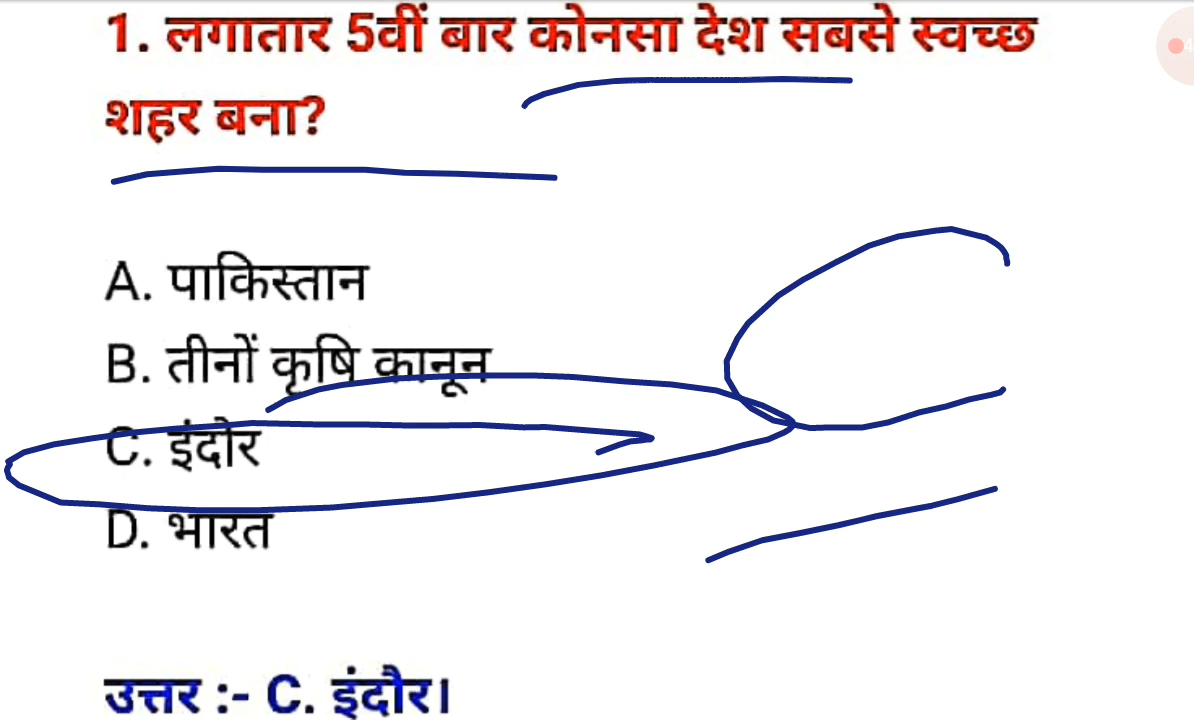 1. लगातार 5वीं बार कोनसा देश सबसे स्वच्छ
शहर बना?
A. पाकिस्तान
B. तीनों कृषि कानून
C. इंदोर
D. भारत
उत्तर :- C. इंदौर।